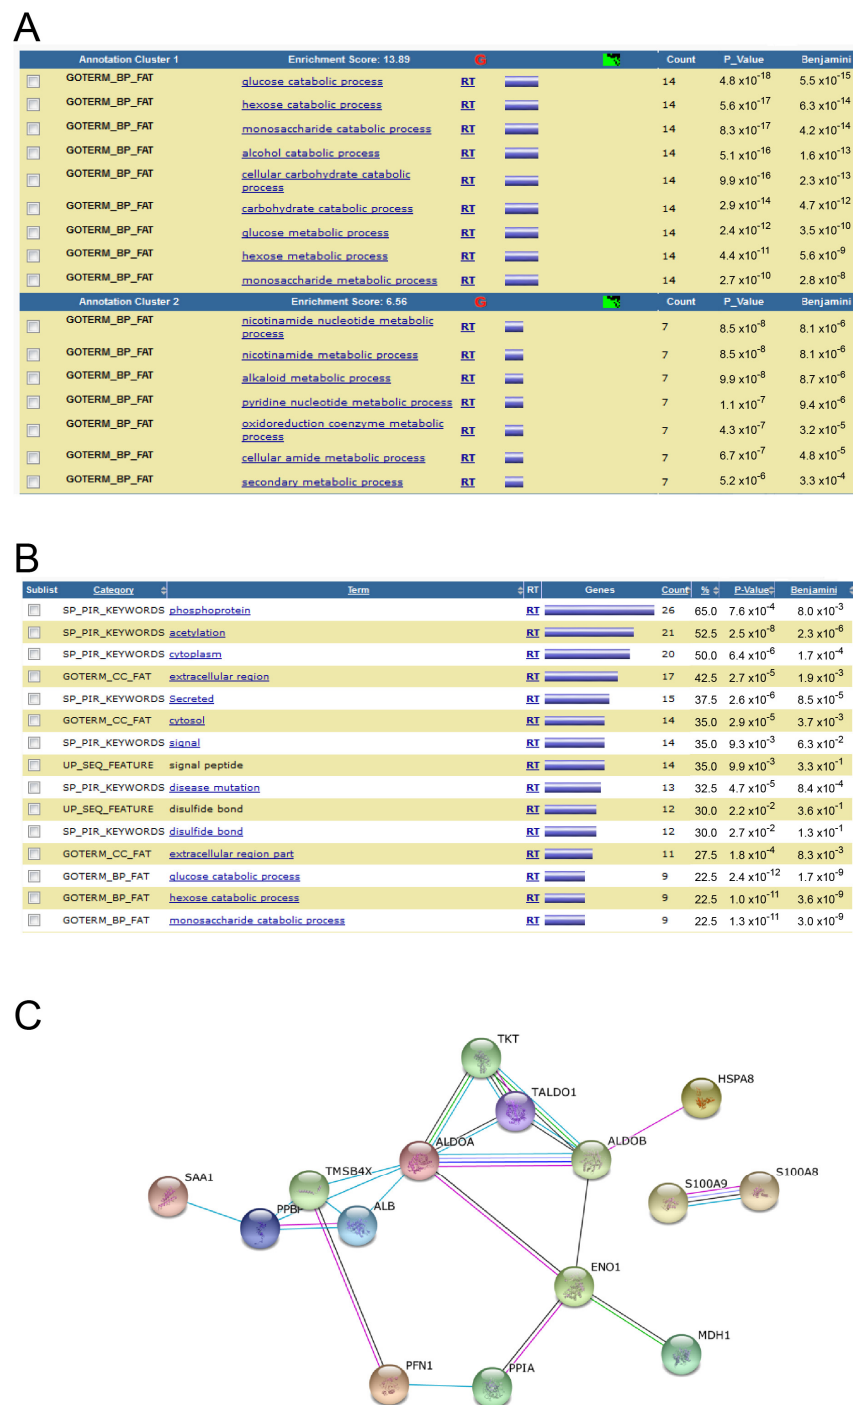 A
Annotation Cluster 1 Enrichment Score: 13.89 G Count P_Value Benjamini
GOTERM_BP_FAT glucose catabolic process RT 14 4.8 x10-18 5.5 x10-15
GOTERM_BP_FAT hexose catabolic process RT 14 5.6 x10-17 6.3 x10-14
GOTERM_BP_FAT monosaccharide catabolic process RT 14 8.3 x10-17 4.2 x10-14
GOTERM_BP_FAT alcohol catabolic process RT 14 5.1 x10-16 1.6 x10-13
GOTERM_BP_FAT cellular carbohydrate catabolic
process RT 14 9.9 x10-16 2.3 x10-13
GOTERM_BP_FAT carbohydrate catabolic process RT 14 2.9 x10-14 4.7 x10-12
GOTERM_BP_FAT glucose metabolic process RT 14 2.4 x10-12 3.5 x10-10
GOTERM_BP_FAT hexose metabolic process RT 14 4.4 x10-11 5.6 x10-9
GOTERM_BP_FAT monosaccharide metabolic process RT 14 2.7 x10-10 2.8 x10-8
Annotation Cluster 2 Enrichment Score: 6.56 G Count P_Value Benjamini
GOTERM_BP_FAT nicotinamide nucleotide metabolic
process RT 7 8.5 x10-8 8.1 x10-6
GOTERM_BP_FAT nicotinamide metabolic process RT 7 8.5 x10-8 8.1 x10-6
GOTERM_BP_FAT alkaloid metabolic process RT 7 9.9 x10-8 8.7 x10-6
GOTERM_BP_FAT pyridine nucleotide metabolic process RT 7 1.1 x10-7 9.4 x10-6
GOTERM_BP_FAT oxidoreduction coenzyme metabolic
process RT 7 4.3 x10-7 3.2 x10-5
GOTERM_BP_FAT cellular amide metabolic process RT 7 6.7 x10-7 4.8 x10-5
GOTERM_BP_FAT secondary metabolic process RT 7 5.2 x10-6 3.3 x10-4
B
Sublist Category Term RT Genes Count % P-Value Benjamini
SP_PIR_KEYWORDS phosphoprotein RT 26 65.0 7.6 x10-4 8.0 x10-3
SP_PIR_KEYWORDS acetylation RT 21 52.5 2.5 x10-8 2.3 x10-6
SP_PIR_KEYWORDS cytoplasm RT 20 50.0 6.4 x10-6 1.7 x10-4
GOTERM_CC_FAT extracellular region RT 17 42.5 2.7 x10-5 1.9 x10-3
SP_PIR_KEYWORDS Secreted RT 15 37.5 2.6 x10-6 8.5 x10-5
GOTERM_CC_FAT cytosol RT 14 35.0 2.9 x10-5 3.7 x10-3
SP_PIR_KEYWORDS signal RT 14 35.0 9.3 x10-3 6.3 x10-2
UP_SEQ_FEATURE signal peptide RT 14 35.0 9.9 x10-3 3.3 x10-1
SP_PIR_KEYWORDS disease mutation RT 13 32.5 4.7 x10-5 8.4 x10-4
UP_SEQ_FEATURE disulfide bond RT 12 30.0 2.2 x10-2 3.6 x10-1
SP_PIR_KEYWORDS disulfide bond RT 12 30.0 2.7 x10-2 1.3 x10-1
GOTERM_CC_FAT extracellular region part RT 11 27.5 1.8 x10-4 8.3 x10-3
GOTERM_BP_FAT glucose catabolic process RT 9 22.5 2.4 x10-12 1.7 x10-9
GOTERM_BP_FAT hexose catabolic process RT 9 22.5 1.0 x10-11 3.6 x10-9
GOTERM_BP_FAT monosaccharide catabolic process RT 9 22.5 1.3 x10-11 3.0 x10-9
C
TKT
HSPA8
TALDO1
ALDOA
ALDOB
SAA1
TMSB4X
S100A9
S100A8
PPBP
ALB
ENO1
MDH1
PFN1
PPIA